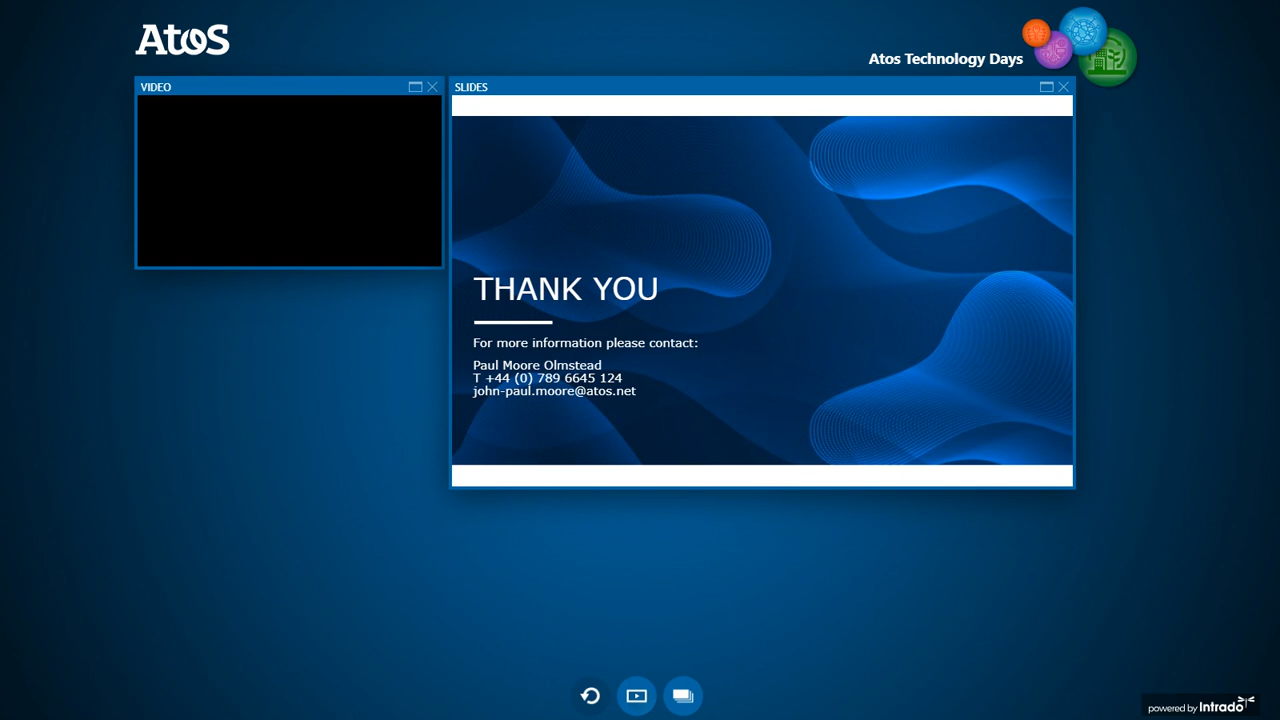 Atos
Atos Technology Days
VIDEO
SLIDES
THANK YOU
For more information please contact:
Paul Moore Olmstead
T +44 (0) 789 6645 124
john-paul.moore@atos.net
powered by Intrado